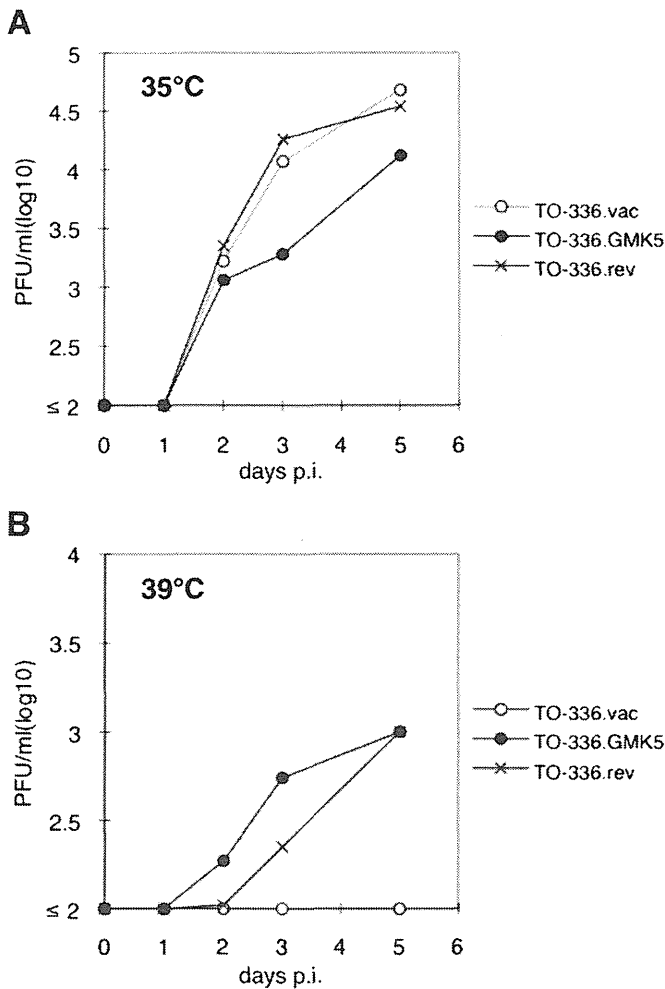 A
35°C
PFU/ml(log10)
5
4.5
4
3.5
3
2.5
≤ 2
0 1 2 3 4 5 6
days p.i.
TO-336.vac
TO-336.GMK5
TO-336.rev
B
39°C
PFU/ml(log10)
4
3.5
3
2.5
≤ 2
0 1 2 3 4 5 6
days p.i.
TO-336.vac
TO-336.GMK5
TO-336.rev